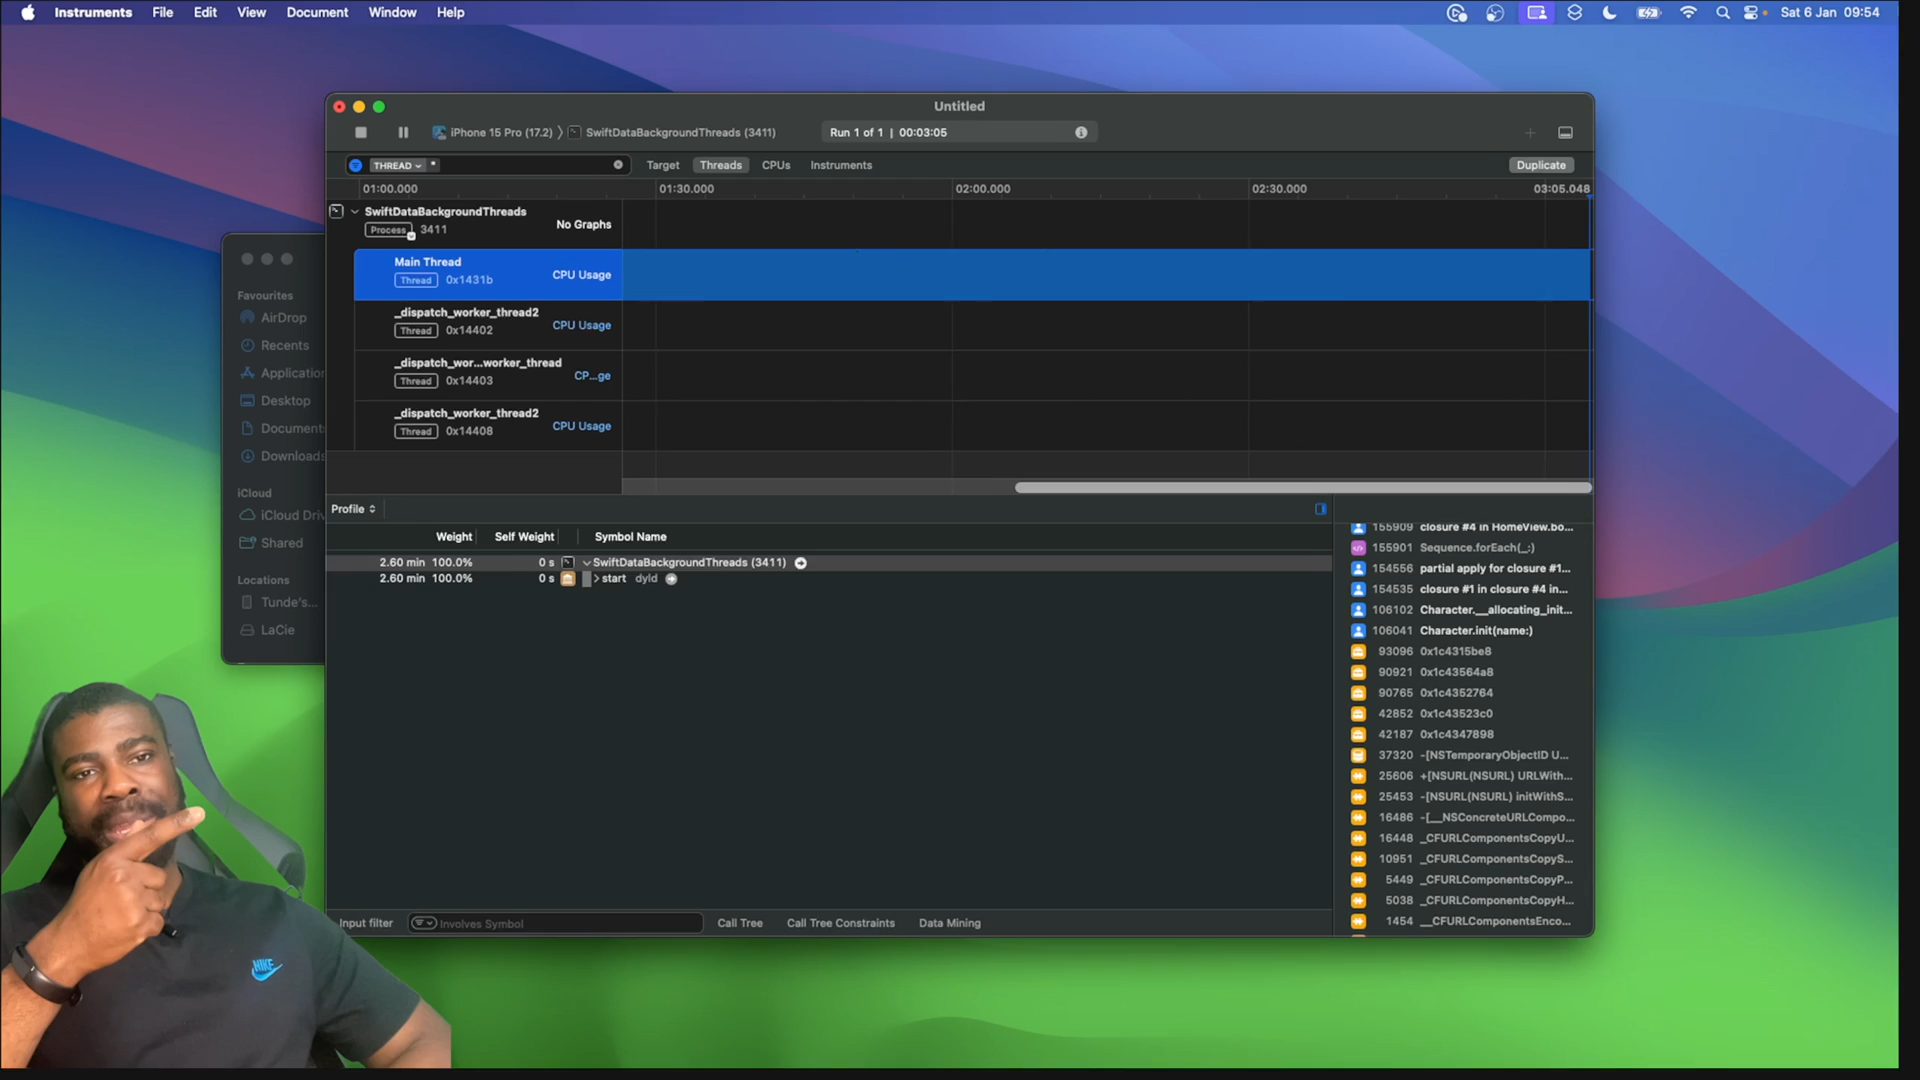 Instruments File Edit View Document Window Help
Sat 6 Jan 09:54
Untitled
iPhone 15 Pro (17.2) 〉 SwiftDataBackgroundThreads (3411)
Run 1 of 1 | 00:03:05
THREAD *
Target Threads CPUs Instruments
Duplicate
01:00.000 01:30.000 02:00.000 02:30.000 03:05.048
SwiftDataBackgroundThreads
Process 3411
No Graphs
Main Thread
Thread 0x1431b
CPU Usage
_dispatch_worker_thread2
Thread 0x14402
CPU Usage
_dispatch_wor...worker_thread
Thread 0x14403
CP...ge
_dispatch_worker_thread2
Thread 0x14408
CPU Usage
Favourites
AirDrop
Recents
Applicatio
Desktop
Document
Download
iCloud
iCloud Driv
Shared
Locations
Tunde's...
LaCie
Profile
Weight Self Weight Symbol Name
2.60 min 100.0% 0 s SwiftDataBackgroundThreads (3411)
2.60 min 100.0% 0 s start dyld
155909 closure #4 in HomeView.bo...
155901 Sequence.forEach(_:)
154556 partial apply for closure #1...
154535 closure #1 in closure #4 in...
106102 Character.__allocating_init...
106041 Character.init(name:)
93096 0x1c4315be8
90921 0x1c43564a8
90765 0x1c4352764
42852 0x1c43523c0
42187 0x1c4347898
37320 -[NSTemporaryObjectID U...
25606 +[NSURL(NSURL) URLWith...
25453 -[NSURL(NSURL) initWithS...
16486 -[__NSConcreteURLCompo...
16448 _CFURLComponentsCopyU...
10951 _CFURLComponentsCopyS...
5449 _CFURLComponentsCopyP...
5038 _CFURLComponentsCopyH...
1454 __CFURLComponentsEnco...
Input filter Involves Symbol Call Tree Call Tree Constraints Data Mining
NIKE